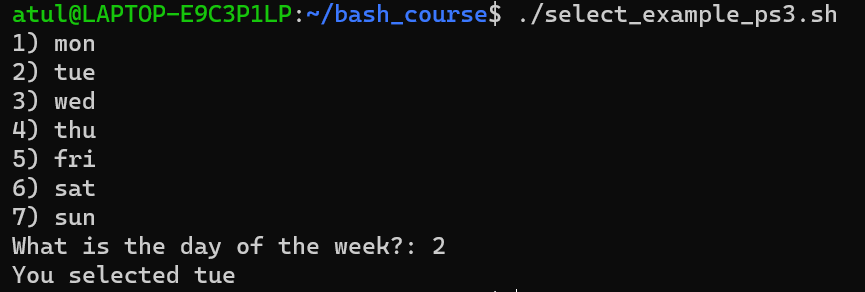 atul@LAPTOP-E9C3P1LP:~/bash_course$ ./select_example_ps3.sh
1) mon
2) tue
3) wed
4) thu
5) fri
6) sat
7) sun
What is the day of the week?: 2
You selected tue